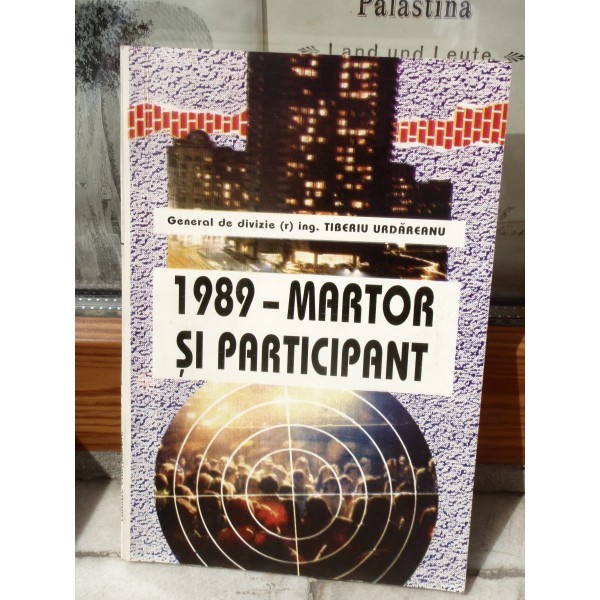 Palästina
Land und Leute
General de divizie (r) ing. TIBERIU URDĂREANU
1989 – MARTOR
ȘI PARTICIPANT